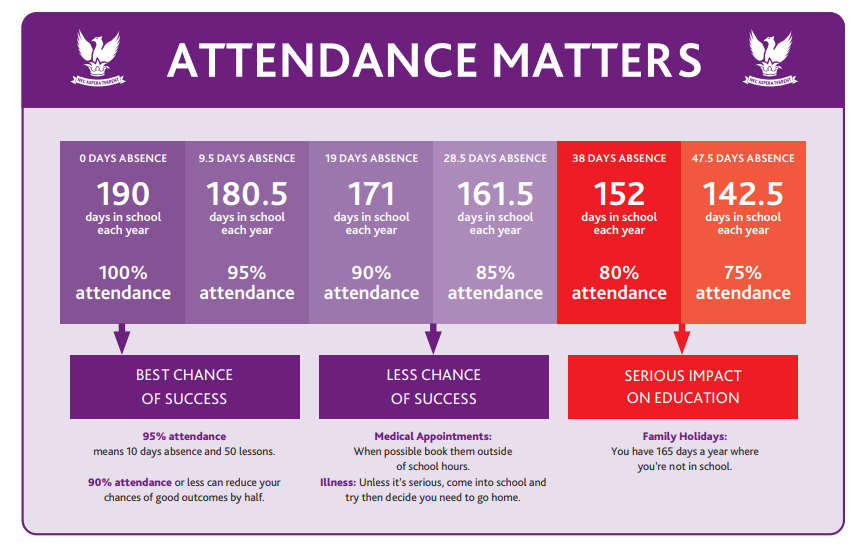 ATTENDANCE MATTERS
NEC ASPERA TERRENT
NEC ASPERA TERRENT
0 DAYS ABSENCE
190
days in school
each year
100%
attendance
9.5 DAYS ABSENCE
180.5
days in school
each year
95%
attendance
19 DAYS ABSENCE
171
days in school
each year
90%
attendance
28.5 DAYS ABSENCE
161.5
days in school
each year
85%
attendance
38 DAYS ABSENCE
152
days in school
each year
80%
attendance
47.5 DAYS ABSENCE
142.5
days in school
each year
75%
attendance
BEST CHANCE
OF SUCCESS
95% attendance
means 10 days absence and 50 lessons.
90% attendance or less can reduce your
chances of good outcomes by half.
LESS CHANCE
OF SUCCESS
Medical Appointments:
When possible book them outside
of school hours.
Illness: Unless it's serious, come into school and
try then decide you need to go home.
SERIOUS IMPACT
ON EDUCATION
Family Holidays:
You have 165 days a year where
you're not in school.